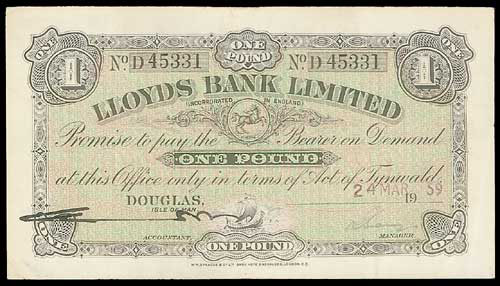 ONE POUND
1 No D 45331 No D 45331 1
LLOYDS BANK LIMITED
(INCORPORATED IN ENGLAND)
Promise to pay the Bearer on Demand
ONE POUND
at this Office only in terms of Act of Tynwald.
DOUGLAS, 24 MAR 59 19
ISLE OF MAN.
ACCOUNTANT. MANAGER.
ONE ONE
ONE POUND